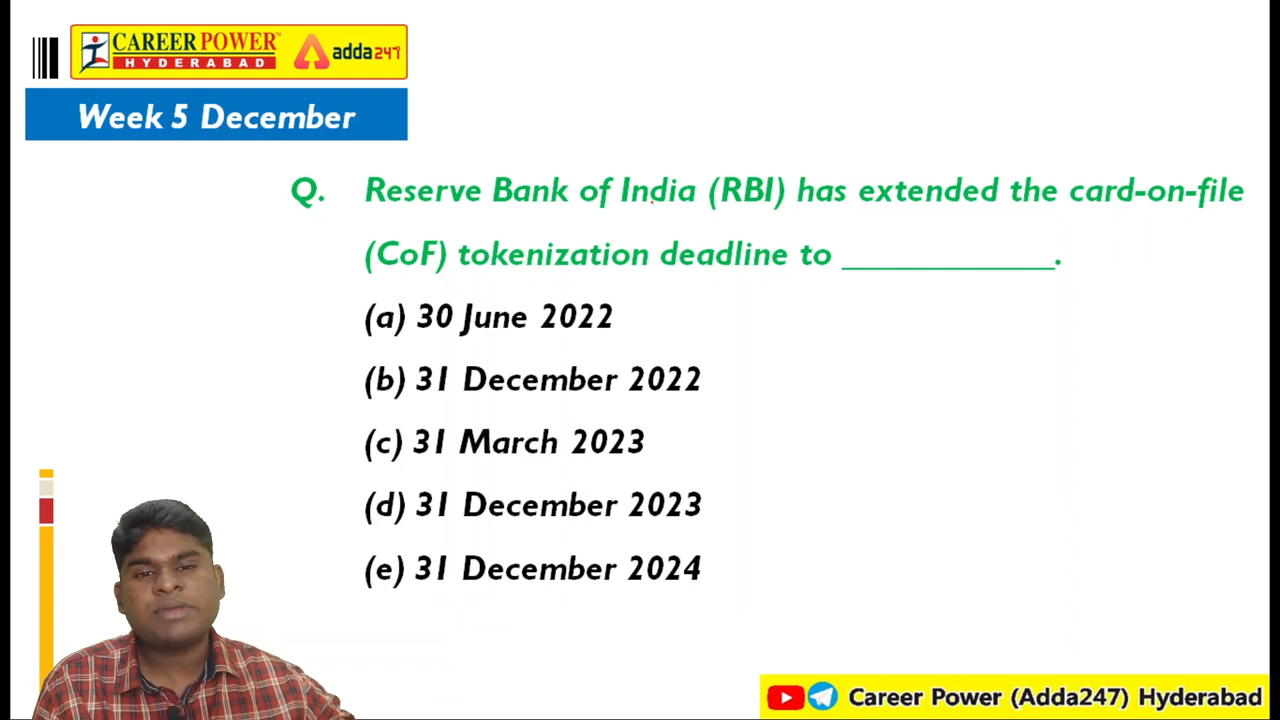 CAREER POWER
HYDERABAD
adda247
Week 5 December
Q. Reserve Bank of India (RBI) has extended the card-on-file
(CoF) tokenization deadline to ____________.
(a) 30 June 2022
(b) 31 December 2022
(c) 31 March 2023
(d) 31 December 2023
(e) 31 December 2024
Career Power (Adda247) Hyderabad